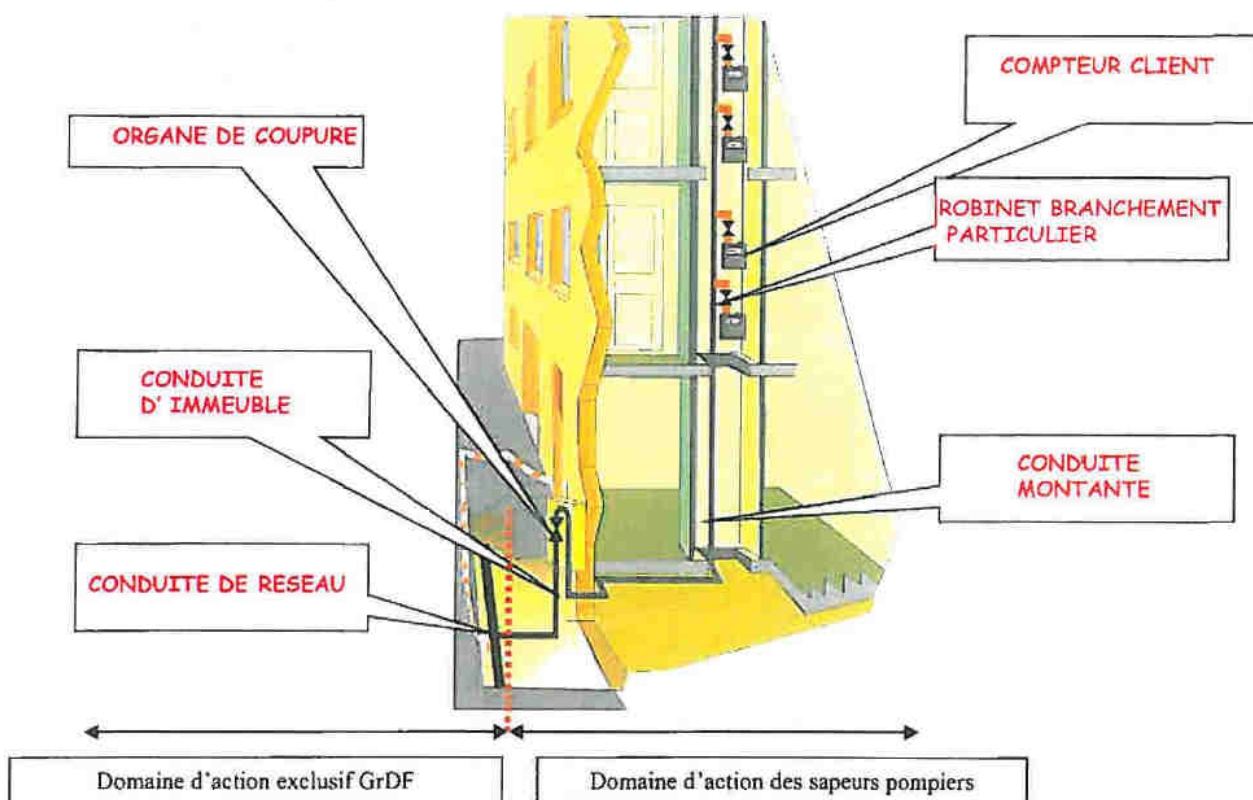 COMPTEUR CLIENT
ORGANE DE COUPURE
ROBINET BRANCHEMENT
PARTICULIER
CONDUITE
D' IMMEUBLE
CONDUITE
MONTANTE
CONDUITE DE RESEAU
Domaine d'action exclusif GrDF
Domaine d'action des sapeurs pompiers